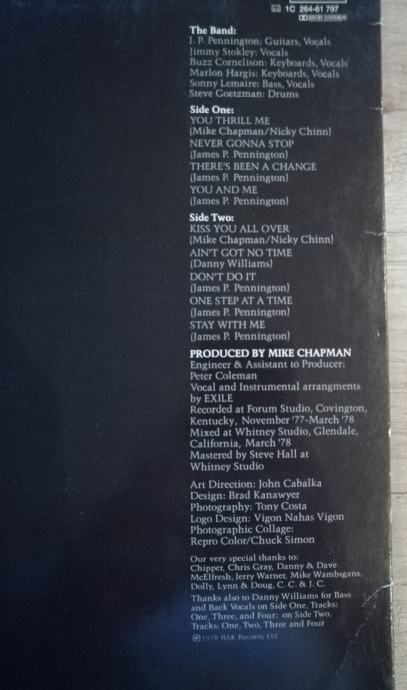 1C 264-61 797
The Band:
J. P. Pennington: Guitars, Vocals
Jimmy Stokley: Vocals
Buzz Cornelison: Keyboards, Vocals
Marlon Hargis: Keyboards, Vocals
Sonny Lemaire: Bass, Vocals
Steve Goetzman: Drums
Side One:
YOU THRILL ME
(Mike Chapman/Nicky Chinn)
NEVER GONNA STOP
(James P. Pennington)
THERE'S BEEN A CHANGE
(James P. Pennington)
YOU AND ME
(James P. Pennington)
Side Two:
KISS YOU ALL OVER
(Mike Chapman/Nicky Chinn)
AIN'T GOT NO TIME
(Danny Williams)
DON'T DO IT
(James P. Pennington)
ONE STEP AT A TIME
(James P. Pennington)
STAY WITH ME
(James P. Pennington)
PRODUCED BY MIKE CHAPMAN
Engineer & Assistant to Producer:
Peter Coleman
Vocal and Instrumental arrangments
by EXILE
Recorded at Forum Studio, Covington,
Kentucky, November '77-March '78
Mixed at Whitney Studio, Glendale,
California, March '78
Mastered by Steve Hall at
Whitney Studio
Art Direction: John Cabalka
Design: Brad Kanawyer
Photography: Tony Costa
Logo Design: Vigon Nahas Vigon
Photographic Collage:
Repro Color/Chuck Simon
Our very special thanks to:
Chipper, Chris Gray, Danny & Dave
McElfresh, Jerry Warner, Mike Wambsgans,
Dolly, Lynn & Doug, C. C. & J. C.
Thanks also to Danny Williams for Bass
and Back Vocals on Side One, Tracks:
One, Three, and Four: on Side Two,
Tracks: One, Two, Three and Four
Ⓟ 1978 RAK Records Ltd.